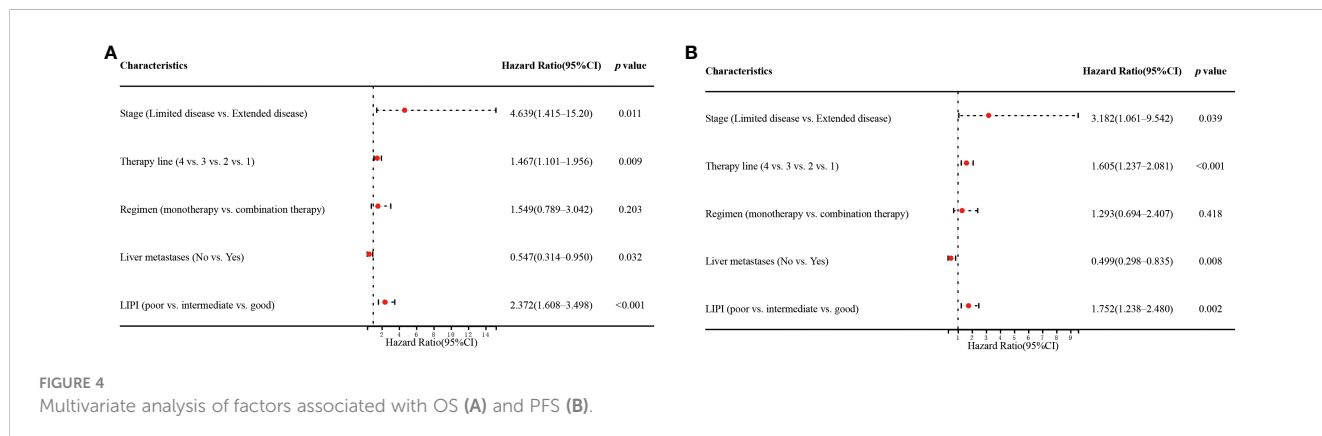 A
Characteristics Hazard Ratio(95%CI) p value
Stage (Limited disease vs. Extended disease) 4.639(1.415–15.20) 0.011
Therapy line (4 vs. 3 vs. 2 vs. 1) 1.467(1.101–1.956) 0.009
Regimen (monotherapy vs. combination therapy) 1.549(0.789–3.042) 0.203
Liver metastases (No vs. Yes) 0.547(0.314–0.950) 0.032
LIPI (poor vs. intermediate vs. good) 2.372(1.608–3.498) <0.001
2 4 6 8 10 12 14
Hazard Ratio(95%CI)
B
Characteristics Hazard Ratio(95%CI) p value
Stage (Limited disease vs. Extended disease) 3.182(1.061–9.542) 0.039
Therapy line (4 vs. 3 vs. 2 vs. 1) 1.605(1.237–2.081) <0.001
Regimen (monotherapy vs. combination therapy) 1.293(0.694–2.407) 0.418
Liver metastases (No vs. Yes) 0.499(0.298–0.835) 0.008
LIPI (poor vs. intermediate vs. good) 1.752(1.238–2.480) 0.002
1 2 3 4 5 6 7 8 9
Hazard Ratio(95%CI)
FIGURE 4
Multivariate analysis of factors associated with OS (A) and PFS (B).